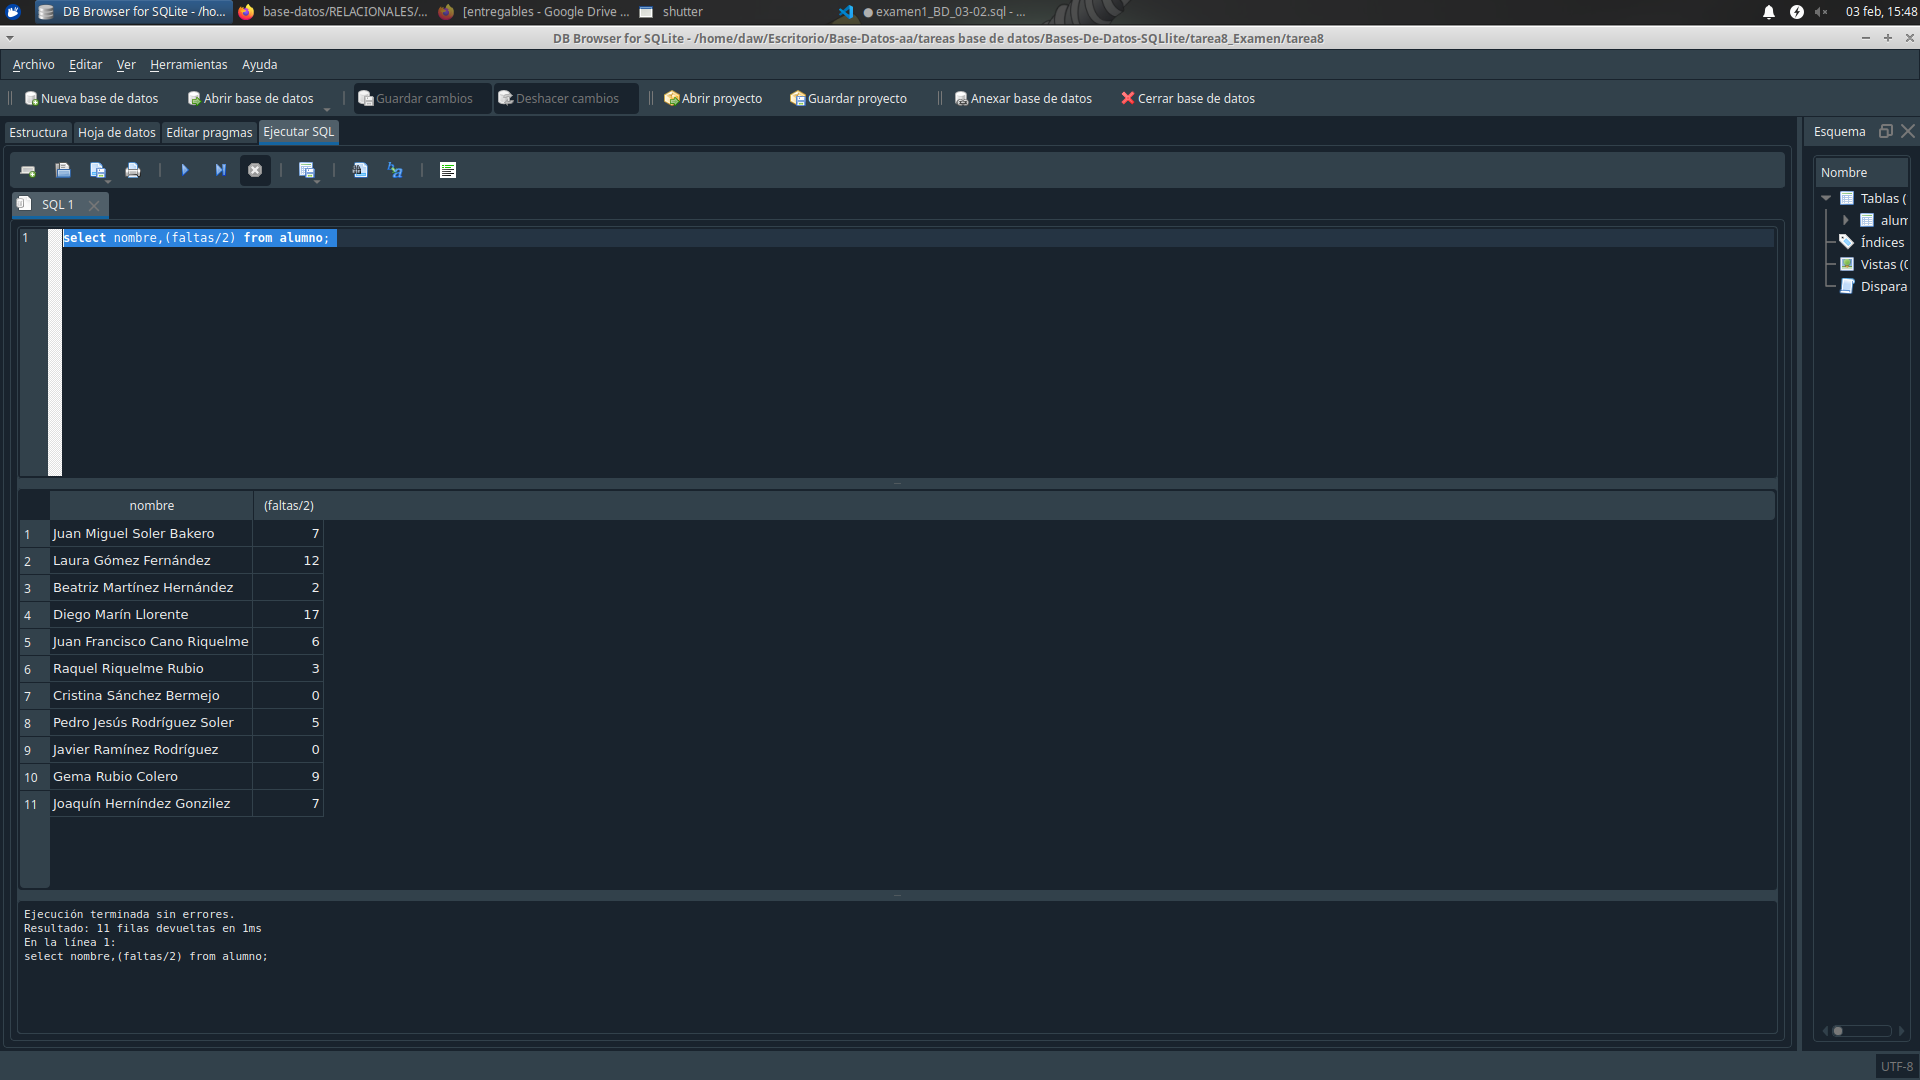 DB Browser for SQLite - /ho...
base-datos/RELACIONALES/...
[entregables - Google Drive ...
shutter
examen1_BD_03-02.sql - ...
03 feb, 15:48
DB Browser for SQLite - /home/daw/Escritorio/Base-Datos-aa/tareas base de datos/Bases-De-Datos-SQLlite/tarea8_Examen/tarea8
Archivo Editar Ver Herramientas Ayuda
Nueva base de datos Abrir base de datos Guardar cambios Deshacer cambios Abrir proyecto Guardar proyecto Anexar base de datos Cerrar base de datos
Estructura Hoja de datos Editar pragmas Ejecutar SQL
Esquema
SQL 1
1 select nombre,(faltas/2) from alumno;
Nombre
Tablas (
alum
Índices
Vistas (0
Dispara
nombre (faltas/2)
1 Juan Miguel Soler Bakero 7
2 Laura Gómez Fernández 12
3 Beatriz Martínez Hernández 2
4 Diego Marín Llorente 17
5 Juan Francisco Cano Riquelme 6
6 Raquel Riquelme Rubio 3
7 Cristina Sánchez Bermejo 0
8 Pedro Jesús Rodríguez Soler 5
9 Javier Ramínez Rodríguez 0
10 Gema Rubio Colero 9
11 Joaquín Herníndez Gonzilez 7
Ejecución terminada sin errores.
Resultado: 11 filas devueltas en 1ms
En la línea 1:
select nombre,(faltas/2) from alumno;
UTF-8